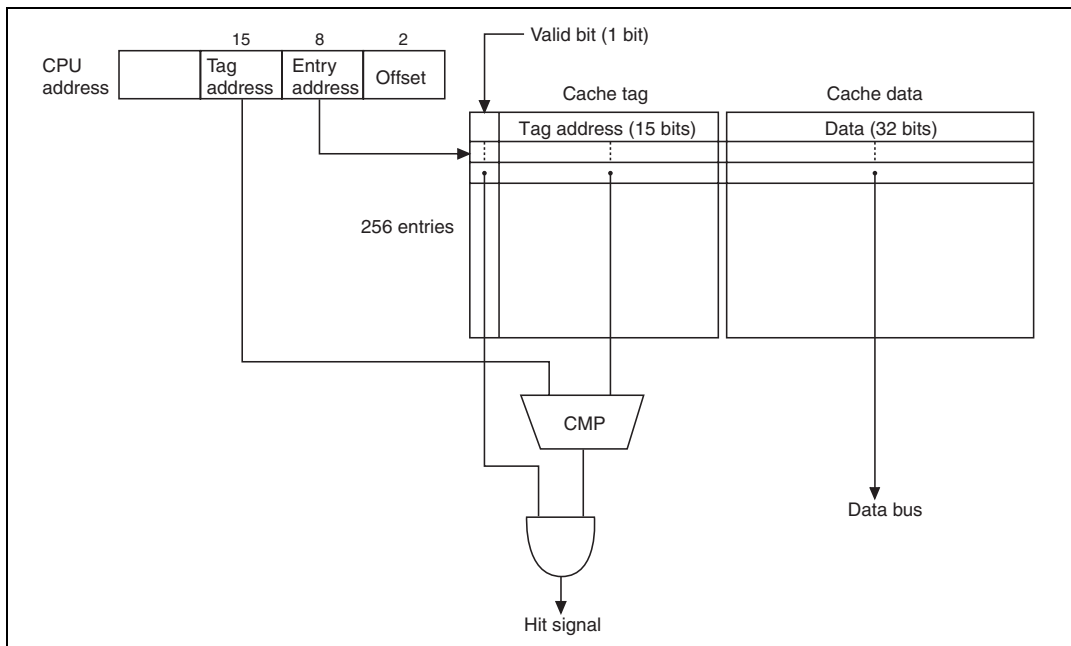 15 8 2
Valid bit (1 bit)
CPU
address
Tag
address
Entry
address
Offset
Cache tag
Cache data
Tag address (15 bits)
Data (32 bits)
256 entries
CMP
Data bus
Hit signal